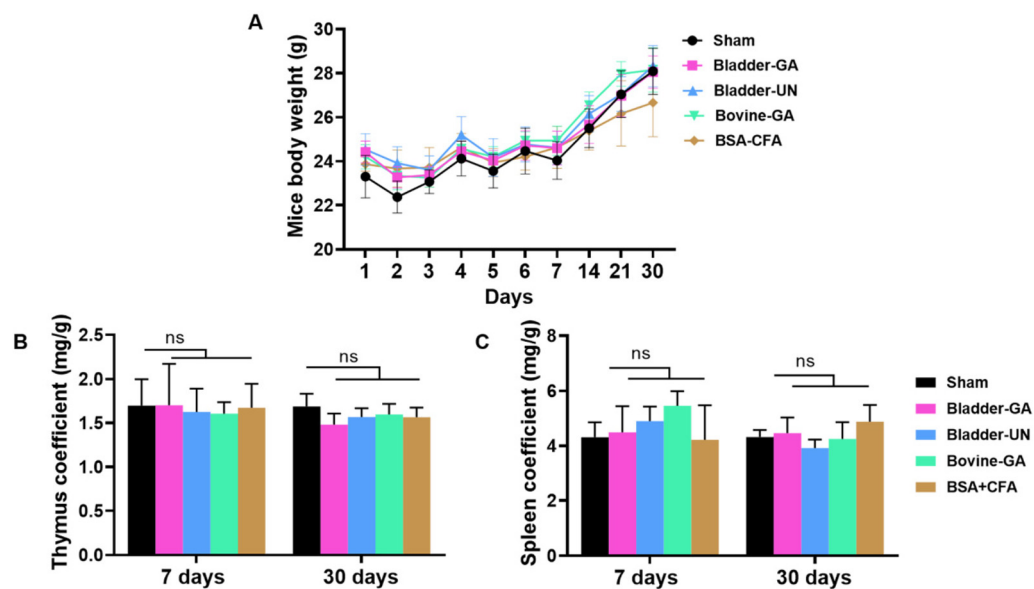 A
Mice body weight (g)
30
28
26
24
22
20
1 2 3 4 5 6 7 14 21 30
Days
Sham
Bladder-GA
Bladder-UN
Bovine-GA
BSA-CFA
B
Thymus coefficient (mg/g)
2.5
2.0
1.5
1.0
0.5
0.0
ns
ns
7 days 30 days
C
Spleen coefficient (mg/g)
8
6
4
2
0
ns
ns
7 days 30 days
Sham
Bladder-GA
Bladder-UN
Bovine-GA
BSA+CFA